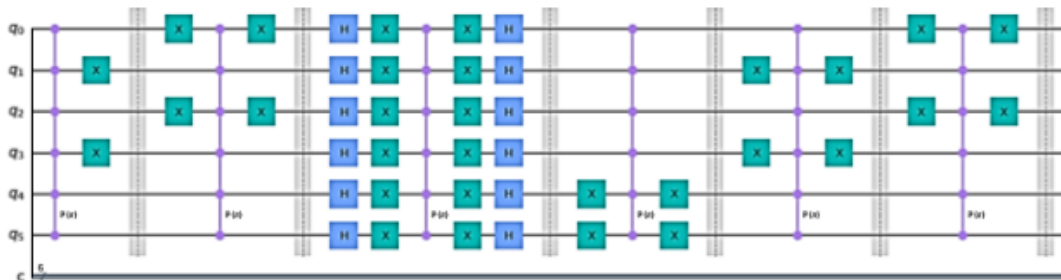 q0 X X H X X H X X
q1 X H X X H X X
q2 X X H X X H X X
q3 X H X X H X X
q4 H X X H X X
P(π) P(π) P(π) P(π) P(π) P(π)
q5 H X X H X X
6
c